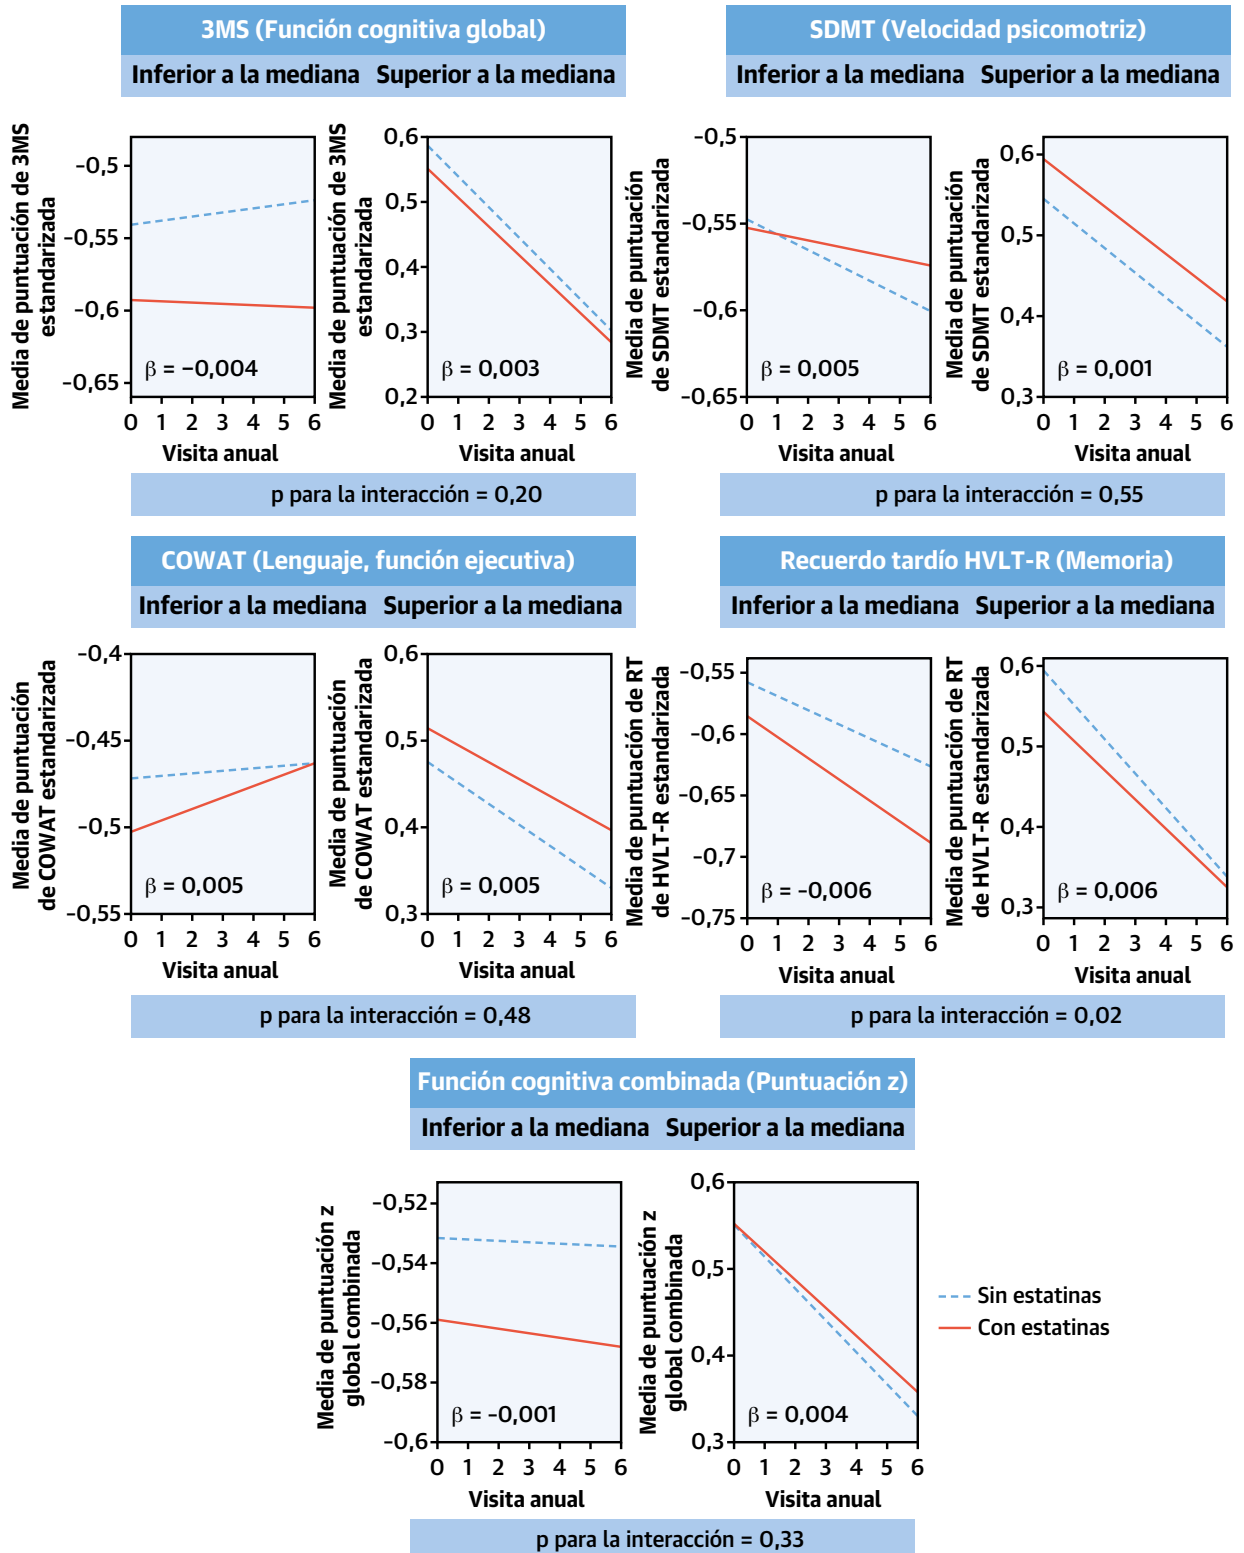 3MS (Función cognitiva global)
Inferior a la mediana
Superior a la mediana
Media de puntuación de 3MS
estandarizada
−0,5
−0,55
−0,6
−0,65
β = −0,004
0 1 2 3 4 5 6
Visita anual
Media de puntuación de 3MS
estandarizada
0,6
0,5
0,4
0,3
0,2
β = 0,003
0 1 2 3 4 5 6
Visita anual
p para la interacción = 0,20
SDMT (Velocidad psicomotriz)
Inferior a la mediana
Superior a la mediana
Media de puntuación
de SDMT estandarizada
−0,5
−0,55
−0,6
−0,65
β = 0,005
0 1 2 3 4 5 6
Visita anual
Media de puntuación
de SDMT estandarizada
0,6
0,5
0,4
0,3
β = 0,001
0 1 2 3 4 5 6
Visita anual
p para la interacción = 0,55
COWAT (Lenguaje, función ejecutiva)
Inferior a la mediana
Superior a la mediana
Media de puntuación
de COWAT estandarizada
−0,4
−0,45
−0,5
−0,55
β = 0,005
0 1 2 3 4 5 6
Visita anual
Media de puntuación
de COWAT estandarizada
0,6
0,5
0,4
0,3
β = 0,005
0 1 2 3 4 5 6
Visita anual
p para la interacción = 0,48
Recuerdo tardío HVLT-R (Memoria)
Inferior a la mediana
Superior a la mediana
Media de puntuación de RT
de HVLT-R estandarizada
−0,55
−0,6
−0,65
−0,7
−0,75
β = -0,006
0 1 2 3 4 5 6
Visita anual
Media de puntuación de RT
de HVLT-R estandarizada
0,6
0,5
0,4
0,3
β = 0,006
0 1 2 3 4 5 6
Visita anual
p para la interacción = 0,02
Función cognitiva combinada (Puntuación z)
Inferior a la mediana
Superior a la mediana
Media de puntuación z
global combinada
−0,52
−0,54
−0,56
−0,58
−0,6
β = -0,001
0 1 2 3 4 5 6
Visita anual
Media de puntuación z
global combinada
0,6
0,5
0,4
0,3
β = 0,004
0 1 2 3 4 5 6
Visita anual
p para la interacción = 0,33
Sin estatinas
Con estatinas